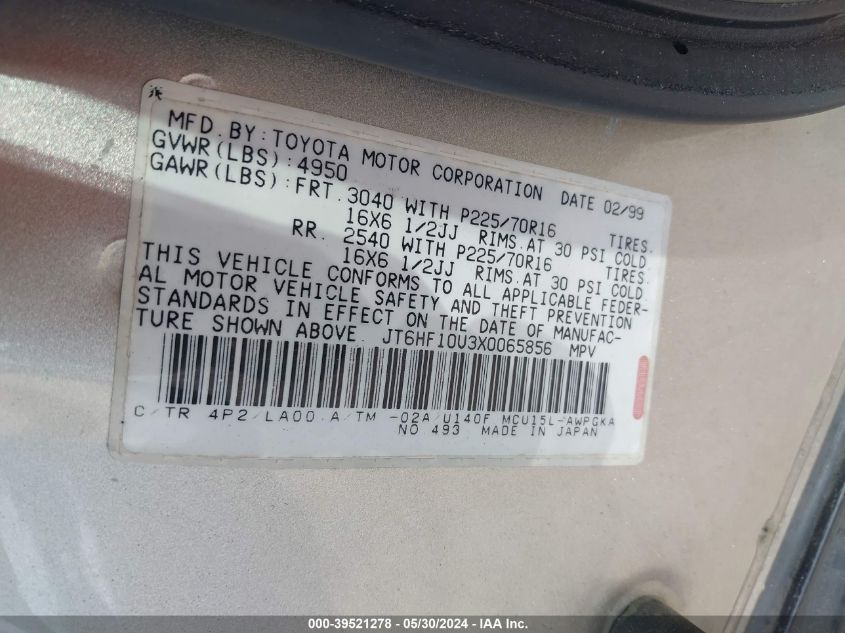 MFD. BY: TOYOTA MOTOR CORPORATION DATE 02/99
GVWR(LBS): 4950
GAWR(LBS): FRT. 3040 WITH P225/70R16 TIRES.
16X6 1/2JJ RIMS. AT 30 PSI COLD.
RR. 2540 WITH P225/70R16 TIRES.
16X6 1/2JJ RIMS. AT 30 PSI COLD
THIS VEHICLE CONFORMS TO ALL APPLICABLE FEDER-
AL MOTOR VEHICLE SAFETY AND THEFT PREVENTION
STANDARDS IN EFFECT ON THE DATE OF MANUFAC-
TURE SHOWN ABOVE. JT6HF10U3X0065856 MPV
C/TR 4P2/LA00 A/TM -02A/U140F MCU15L-AWPGKA
NO 493 MADE IN JAPAN
000-39521278 - 05/30/2024 - IAA Inc.